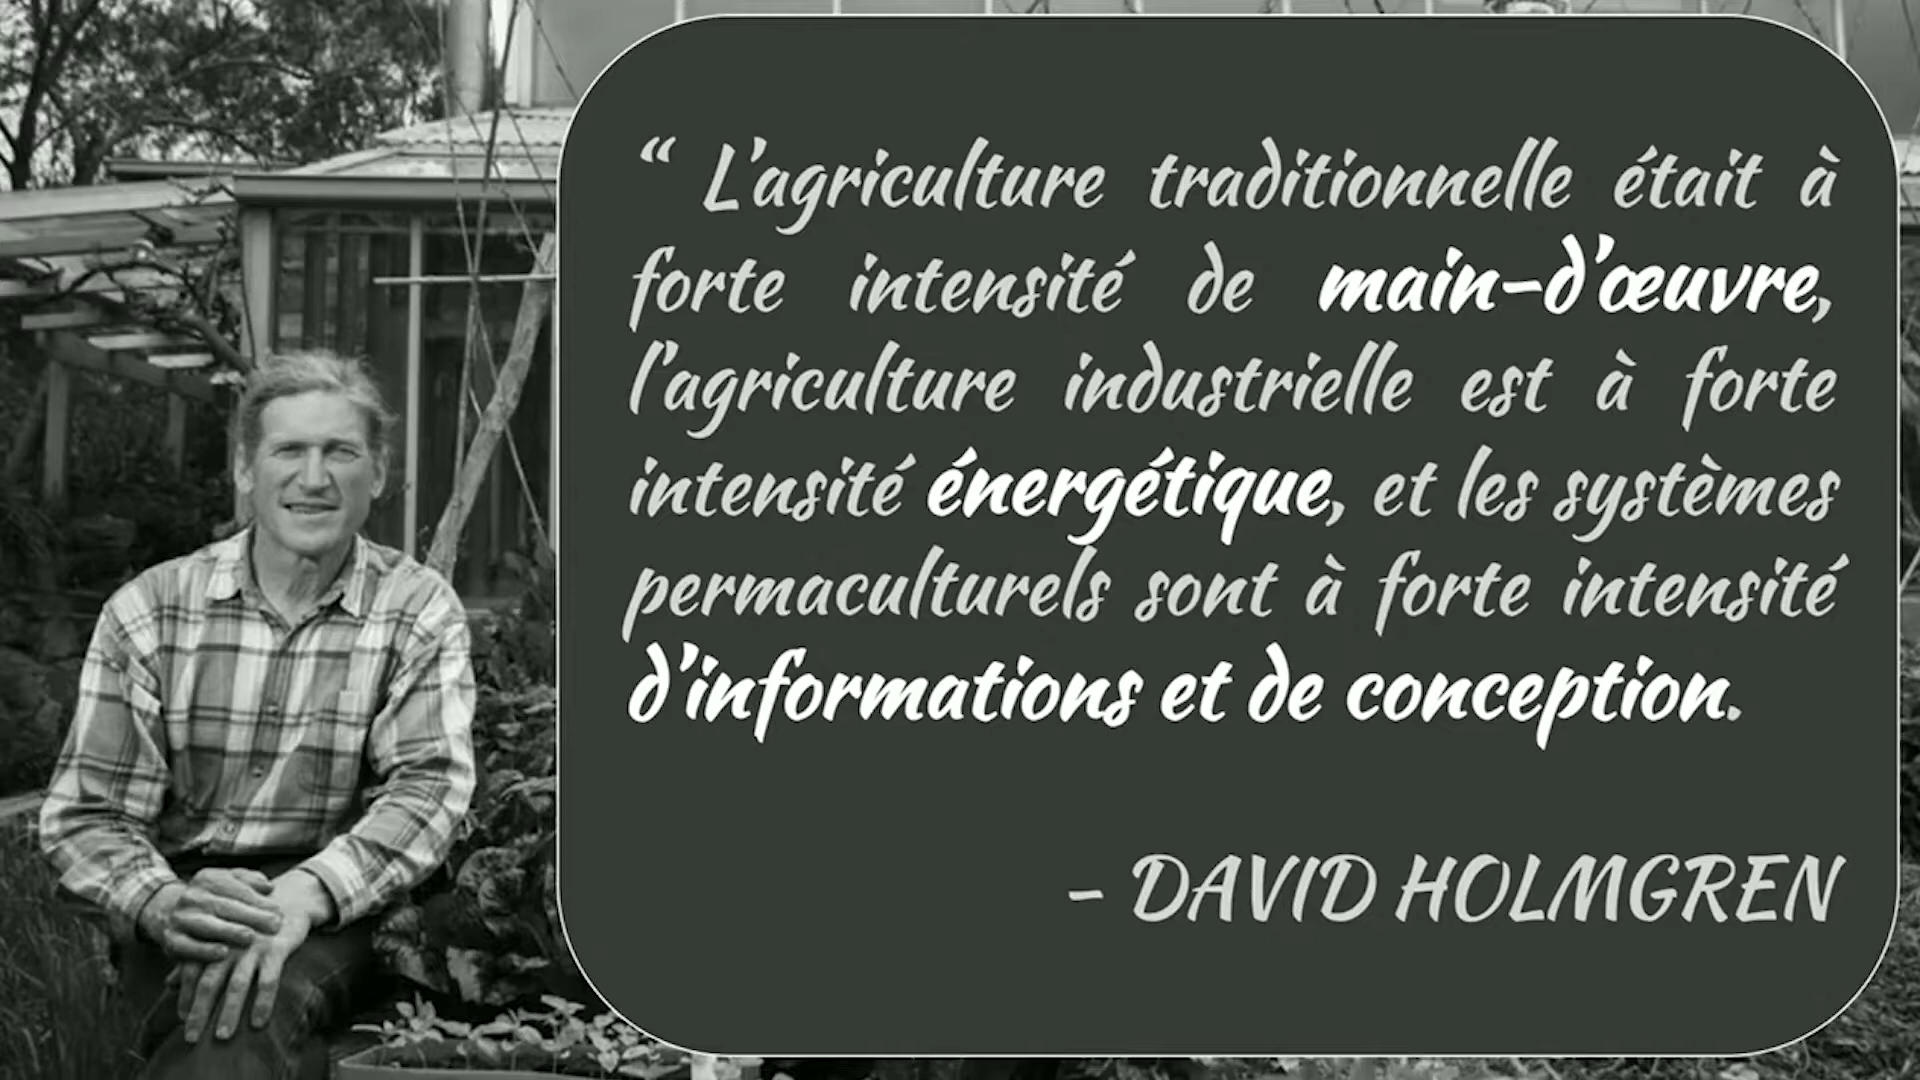 “ L’agriculture traditionnelle était à
forte intensité de main-d’œuvre,
l’agriculture industrielle est à forte
intensité énergétique, et les systèmes
permaculturels sont à forte intensité
d’informations et de conception.
- DAVID HOLMGREN